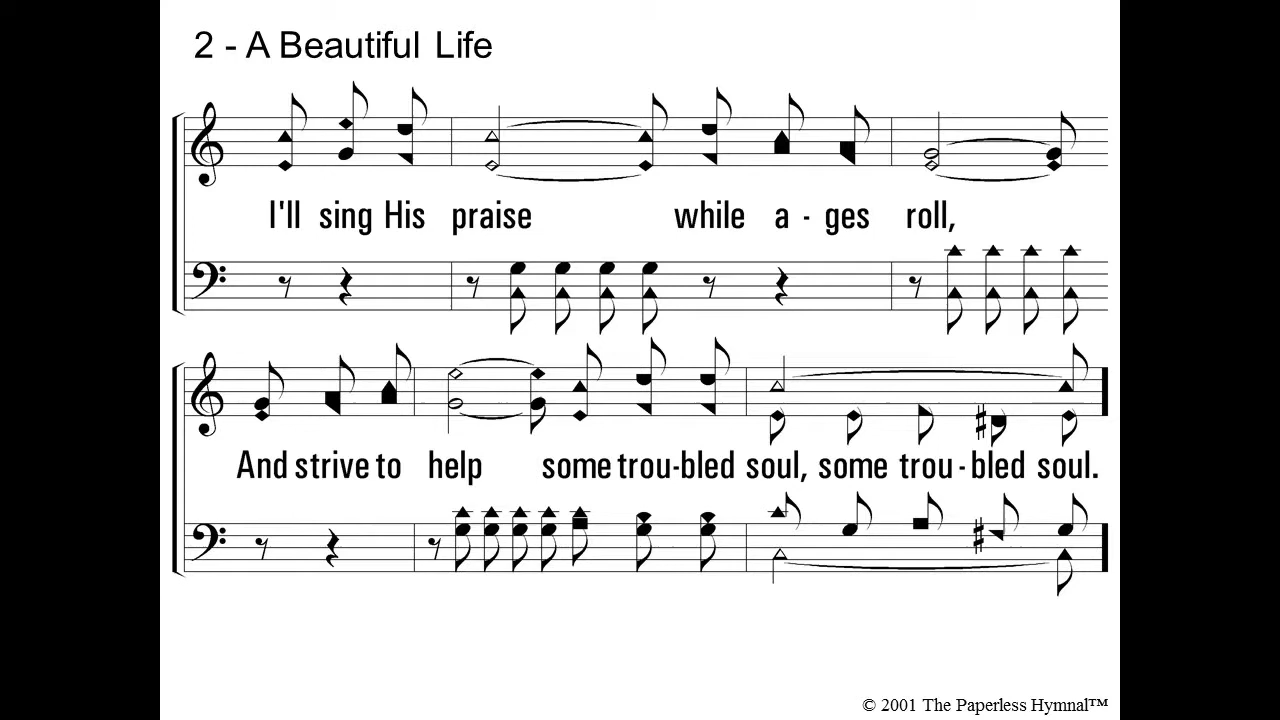 2 - A Beautiful Life
I'll sing His praise while a - ges roll,
And strive to help some trou-bled soul, some trou - bled soul.
© 2001 The Paperless Hymnal™